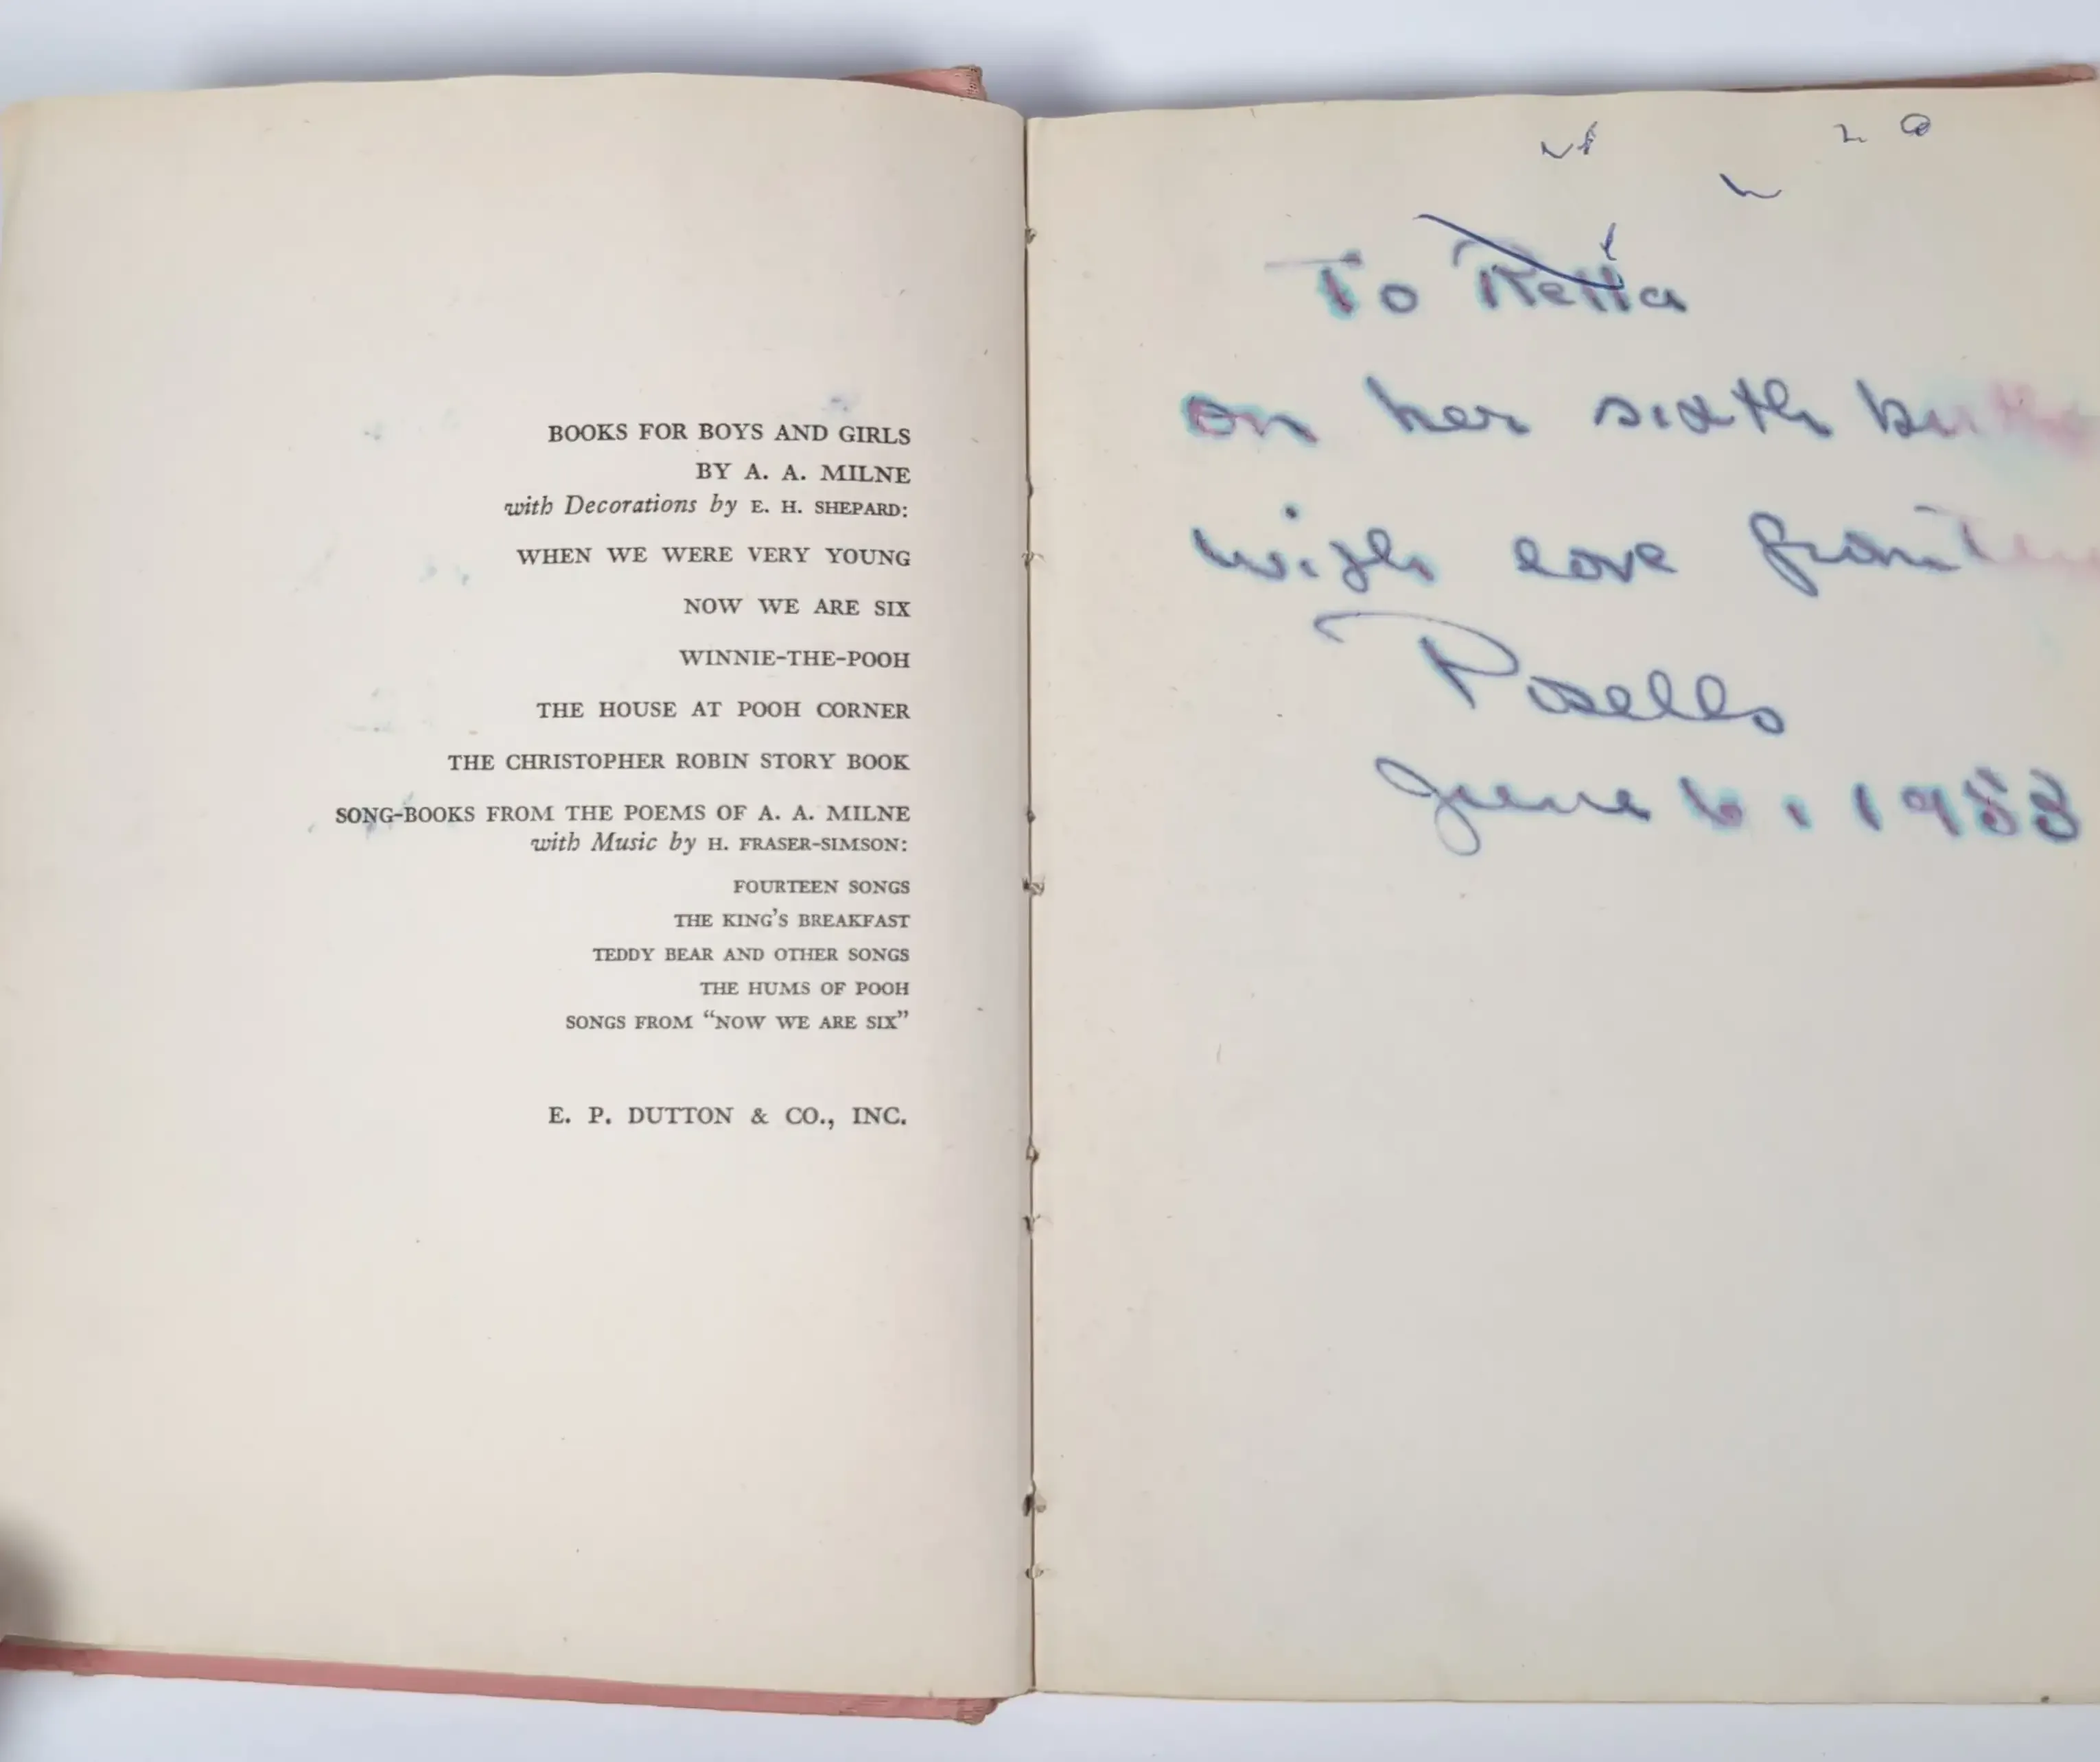 BOOKS FOR BOYS AND GIRLS
BY A. A. MILNE
with Decorations by E. H. SHEPARD:
WHEN WE WERE VERY YOUNG
NOW WE ARE SIX
WINNIE-THE-POOH
THE HOUSE AT POOH CORNER
THE CHRISTOPHER ROBIN STORY BOOK
SONG-BOOKS FROM THE POEMS OF A. A. MILNE
with Music by H. FRASER-SIMSON:
FOURTEEN SONGS
THE KING'S BREAKFAST
TEDDY BEAR AND OTHER SONGS
THE HUMS OF POOH
SONGS FROM "NOW WE ARE SIX"
E. P. DUTTON & CO., INC.
To
on her sixth
with love from
June 6, 1953